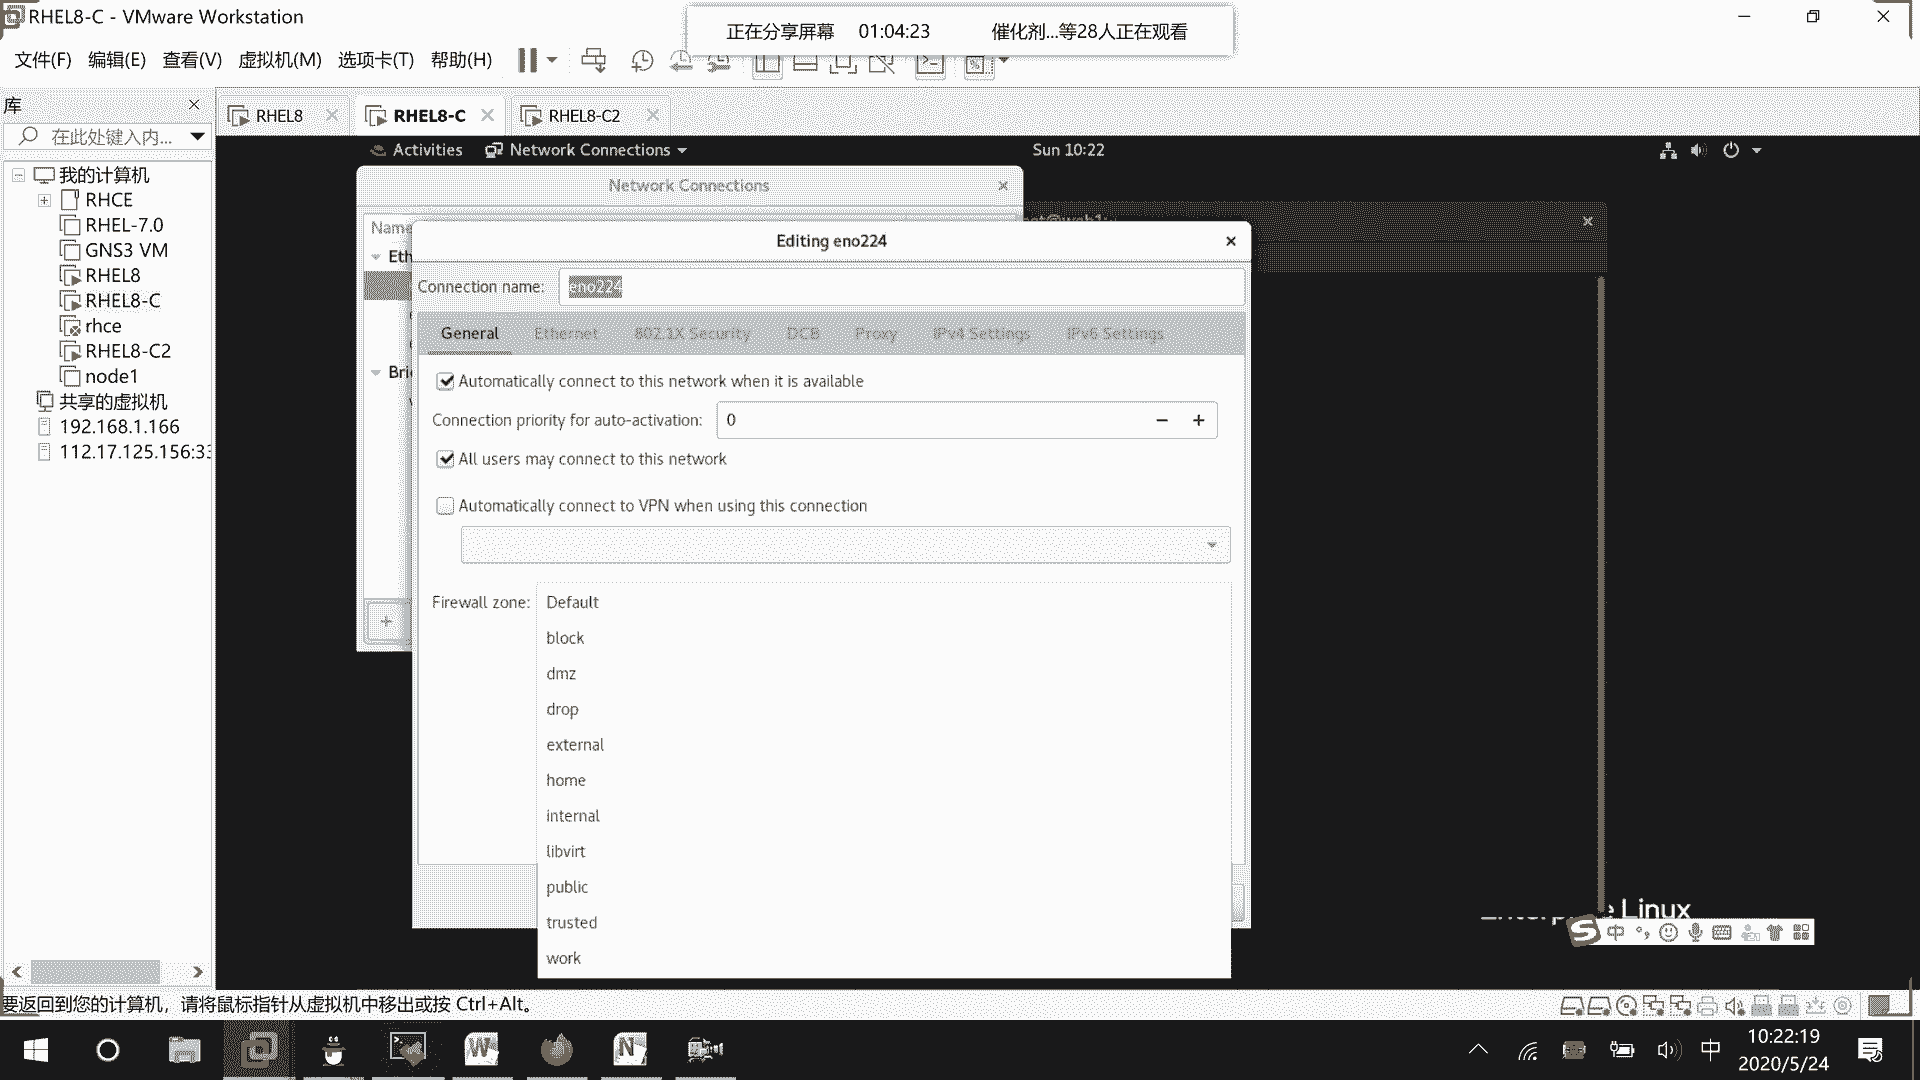 RHEL8-C - VMware Workstation
正在分享屏幕 01:04:23 催化剂...等28人正在观看
文件(F) 编辑(E) 查看(V) 虚拟机(M) 选项卡(T) 帮助(H)
库
在此处键入内...
我的计算机
RHCE
RHEL-7.0
GNS3 VM
RHEL8
RHEL8-C
rhce
RHEL8-C2
node1
共享的虚拟机
192.168.1.166
112.17.125.156:33
RHEL8 RHEL8-C RHEL8-C2
Activities Network Connections Sun 10:22
Network Connections
Name
Eth
Bri
Editing eno224
Connection name: eno224
General Ethernet 802.1X Security DCB Proxy IPv4 Settings IPv6 Settings
Automatically connect to this network when it is available
Connection priority for auto-activation: 0
All users may connect to this network
Automatically connect to VPN when using this connection
Firewall zone: Default
block
dmz
drop
external
home
internal
libvirt
public
trusted
work
Linux
中
要返回到您的计算机，请将鼠标指针从虚拟机中移出或按 Ctrl+Alt。
中
10:22:19
2020/5/24